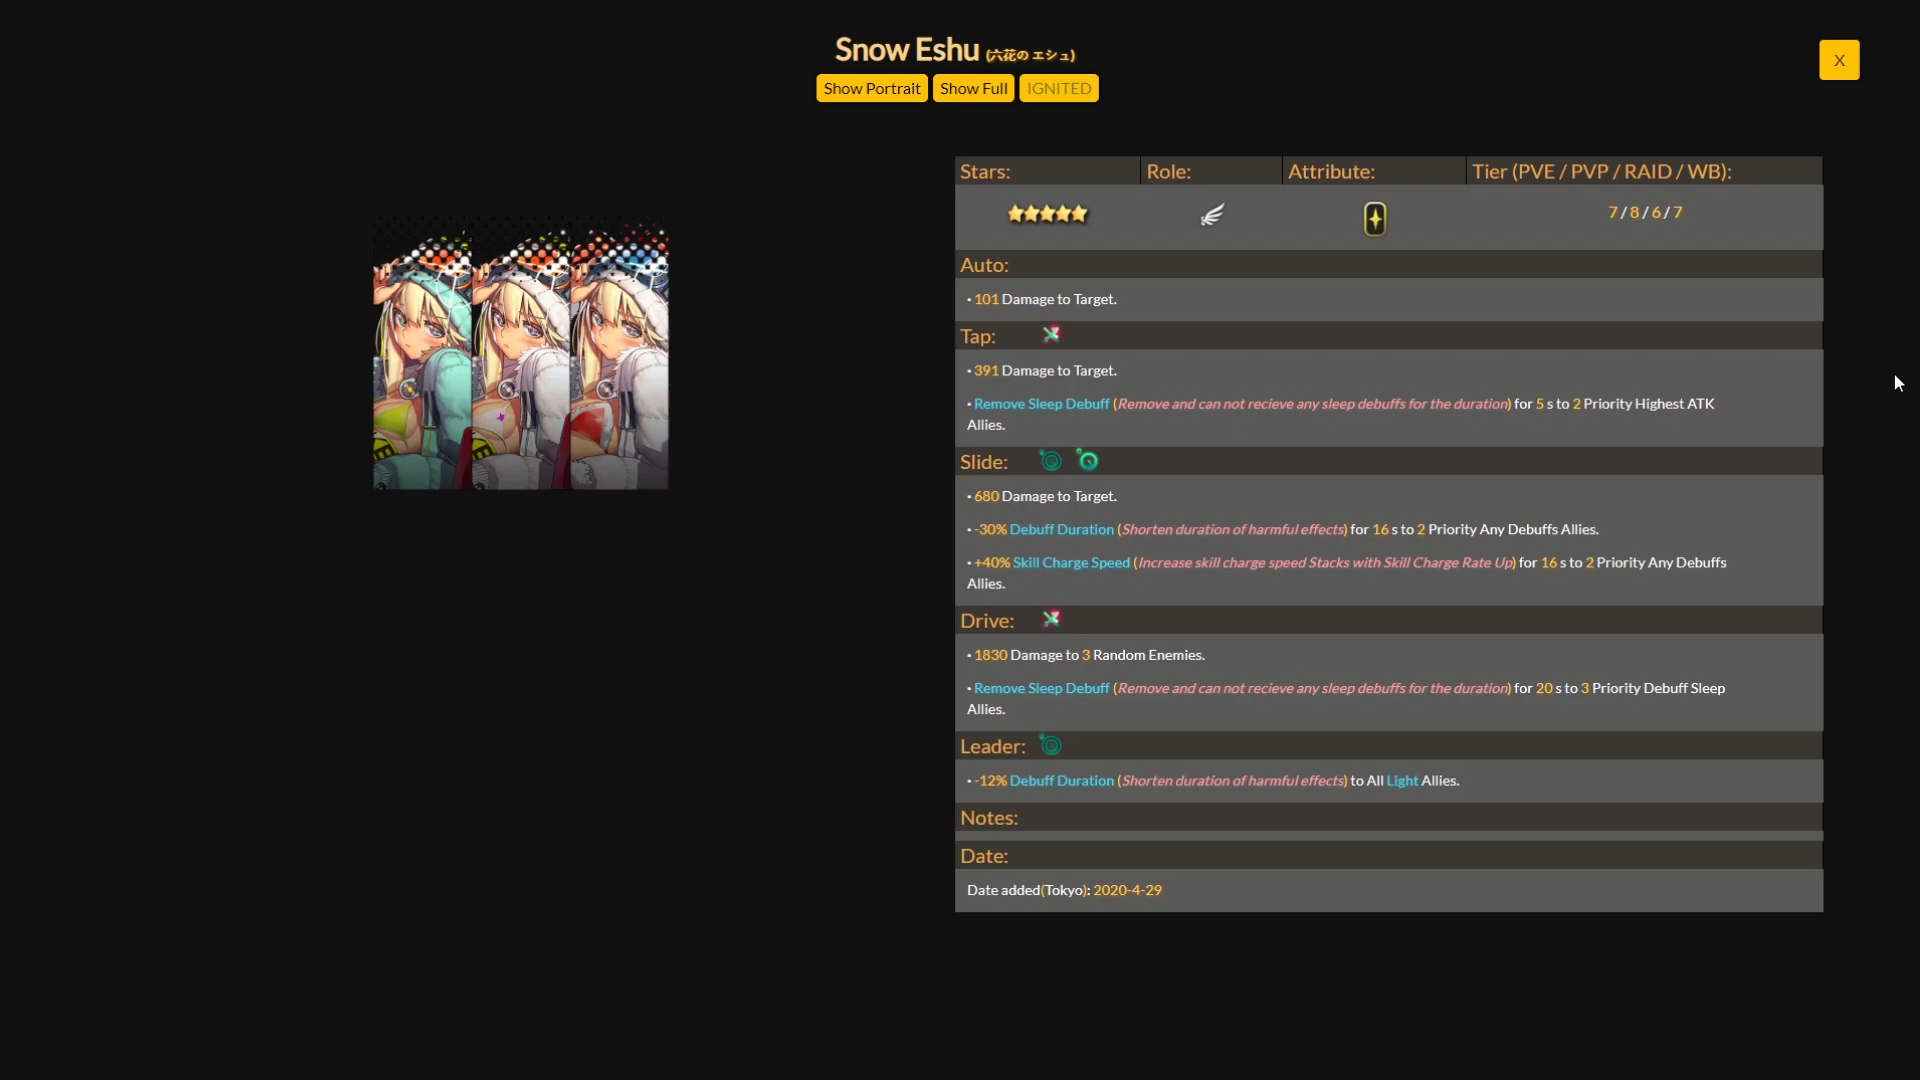 Snow Eshu (六花の エシュ)
X
Show Portrait Show Full IGNITED
Stars: Role: Attribute: Tier (PVE / PVP / RAID / WB):
7 / 8 / 6 / 7
Auto:
• 101 Damage to Target.
Tap:
• 391 Damage to Target.
• Remove Sleep Debuff (Remove and can not recieve any sleep debuffs for the duration) for 5 s to 2 Priority Highest ATK
Allies.
Slide:
• 680 Damage to Target.
• -30% Debuff Duration (Shorten duration of harmful effects) for 16 s to 2 Priority Any Debuffs Allies.
• +40% Skill Charge Speed (Increase skill charge speed Stacks with Skill Charge Rate Up) for 16 s to 2 Priority Any Debuffs
Allies.
Drive:
• 1830 Damage to 3 Random Enemies.
• Remove Sleep Debuff (Remove and can not recieve any sleep debuffs for the duration) for 20 s to 3 Priority Debuff Sleep
Allies.
Leader:
• -12% Debuff Duration (Shorten duration of harmful effects) to All Light Allies.
Notes:
Date:
Date added(Tokyo): 2020-4-29